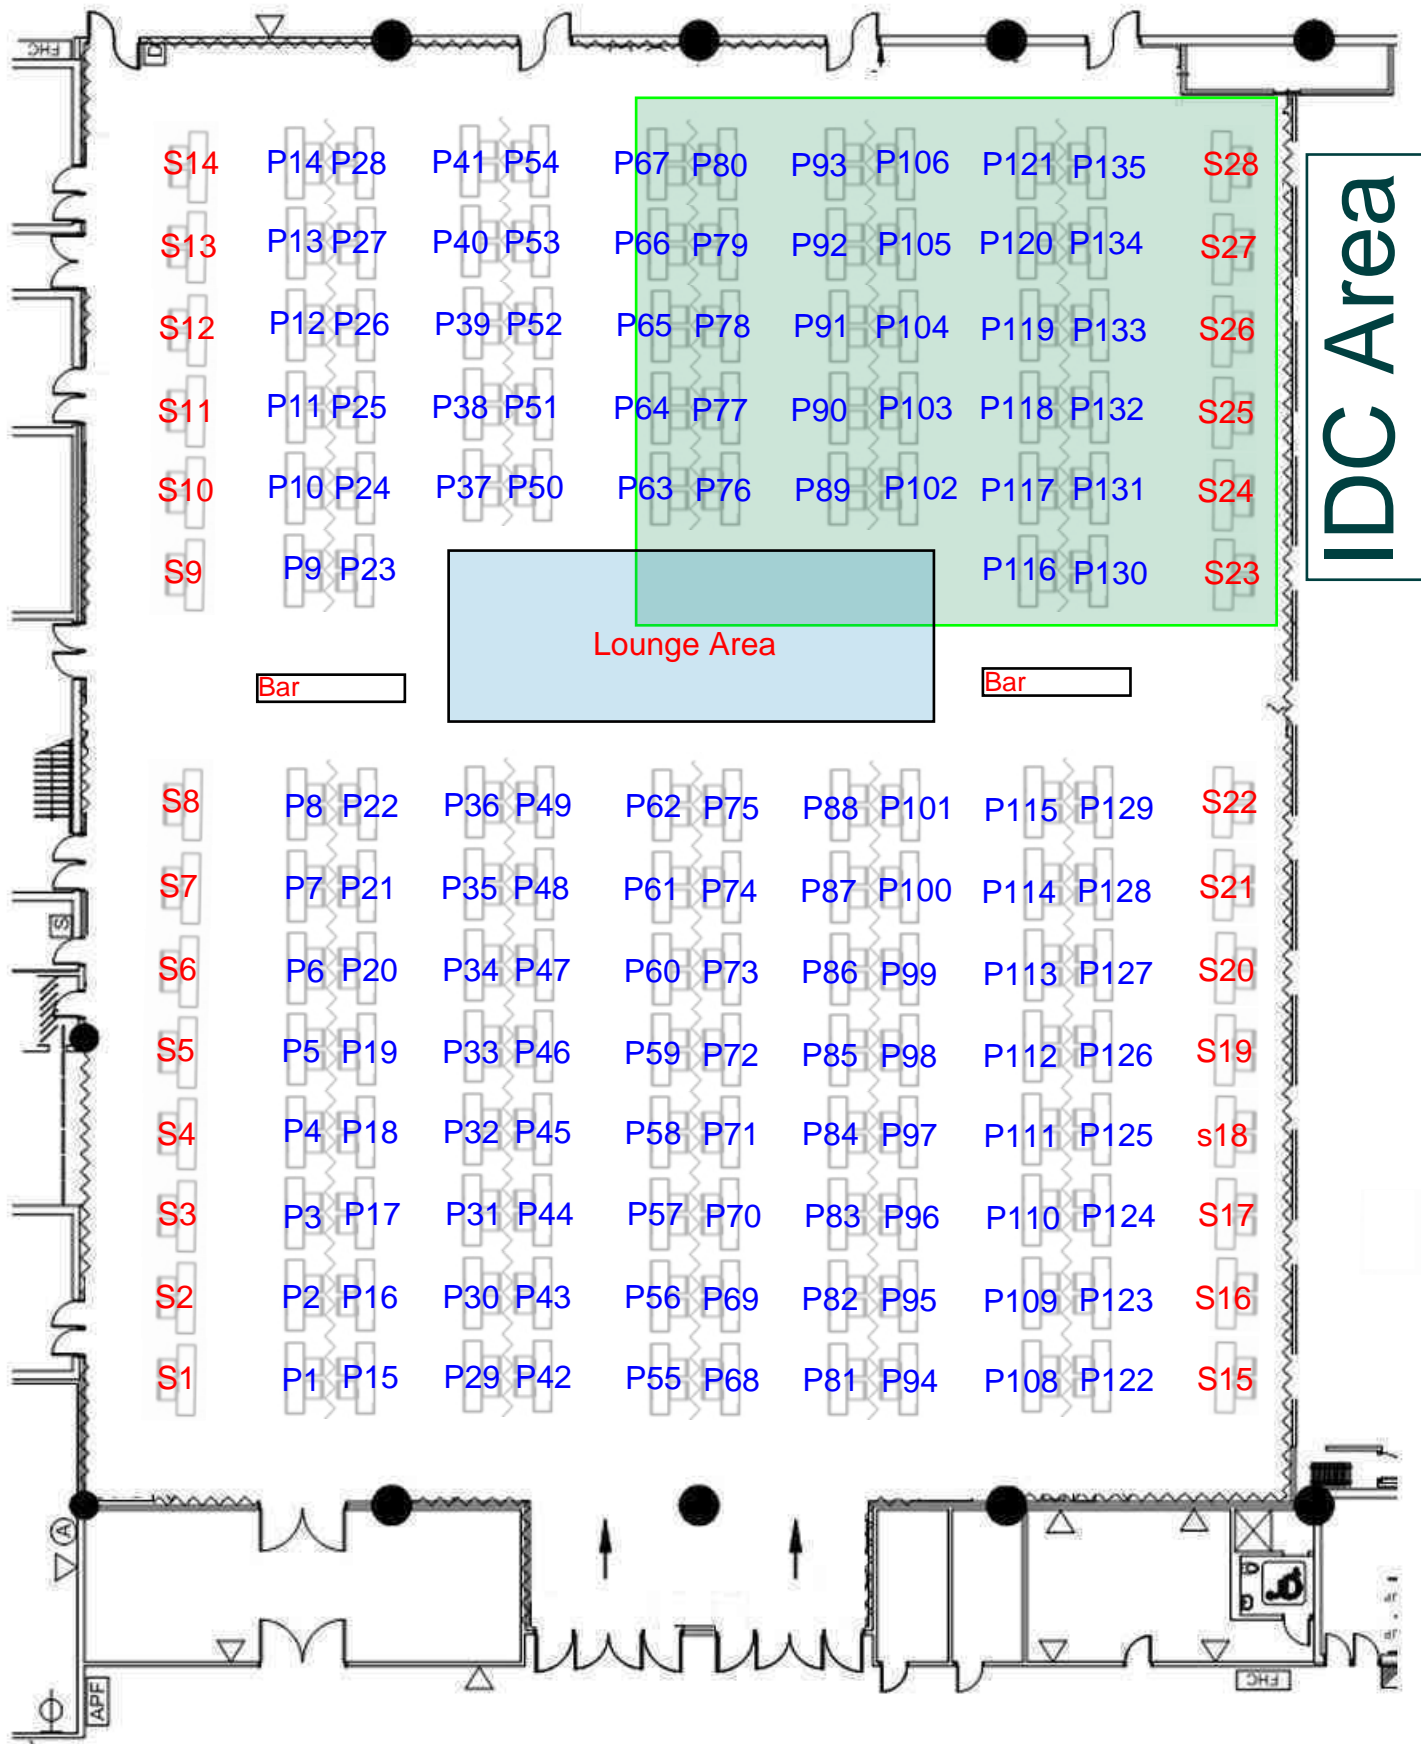 FHC
S14 P14 P28 P41 P54 P67 P80 P93 P106 P121 P135 S28
S13 P13 P27 P40 P53 P66 P79 P92 P105 P120 P134 S27
S12 P12 P26 P39 P52 P65 P78 P91 P104 P119 P133 S26
S11 P11 P25 P38 P51 P64 P77 P90 P103 P118 P132 S25
S10 P10 P24 P37 P50 P63 P76 P89 P102 P117 P131 S24
S9 P9 P23 P116 P130 S23
IDC Area
Lounge Area
Bar
Bar
S8 P8 P22 P36 P49 P62 P75 P88 P101 P115 P129 S22
S7 P7 P21 P35 P48 P61 P74 P87 P100 P114 P128 S21
S
S6 P6 P20 P34 P47 P60 P73 P86 P99 P113 P127 S20
S5 P5 P19 P33 P46 P59 P72 P85 P98 P112 P126 S19
S4 P4 P18 P32 P45 P58 P71 P84 P97 P111 P125 s18
S3 P3 P17 P31 P44 P57 P70 P83 P96 P110 P124 S17
S2 P2 P16 P30 P43 P56 P69 P82 P95 P109 P123 S16
S1 P1 P15 P29 P42 P55 P68 P81 P94 P108 P122 S15
A
APF
FHC